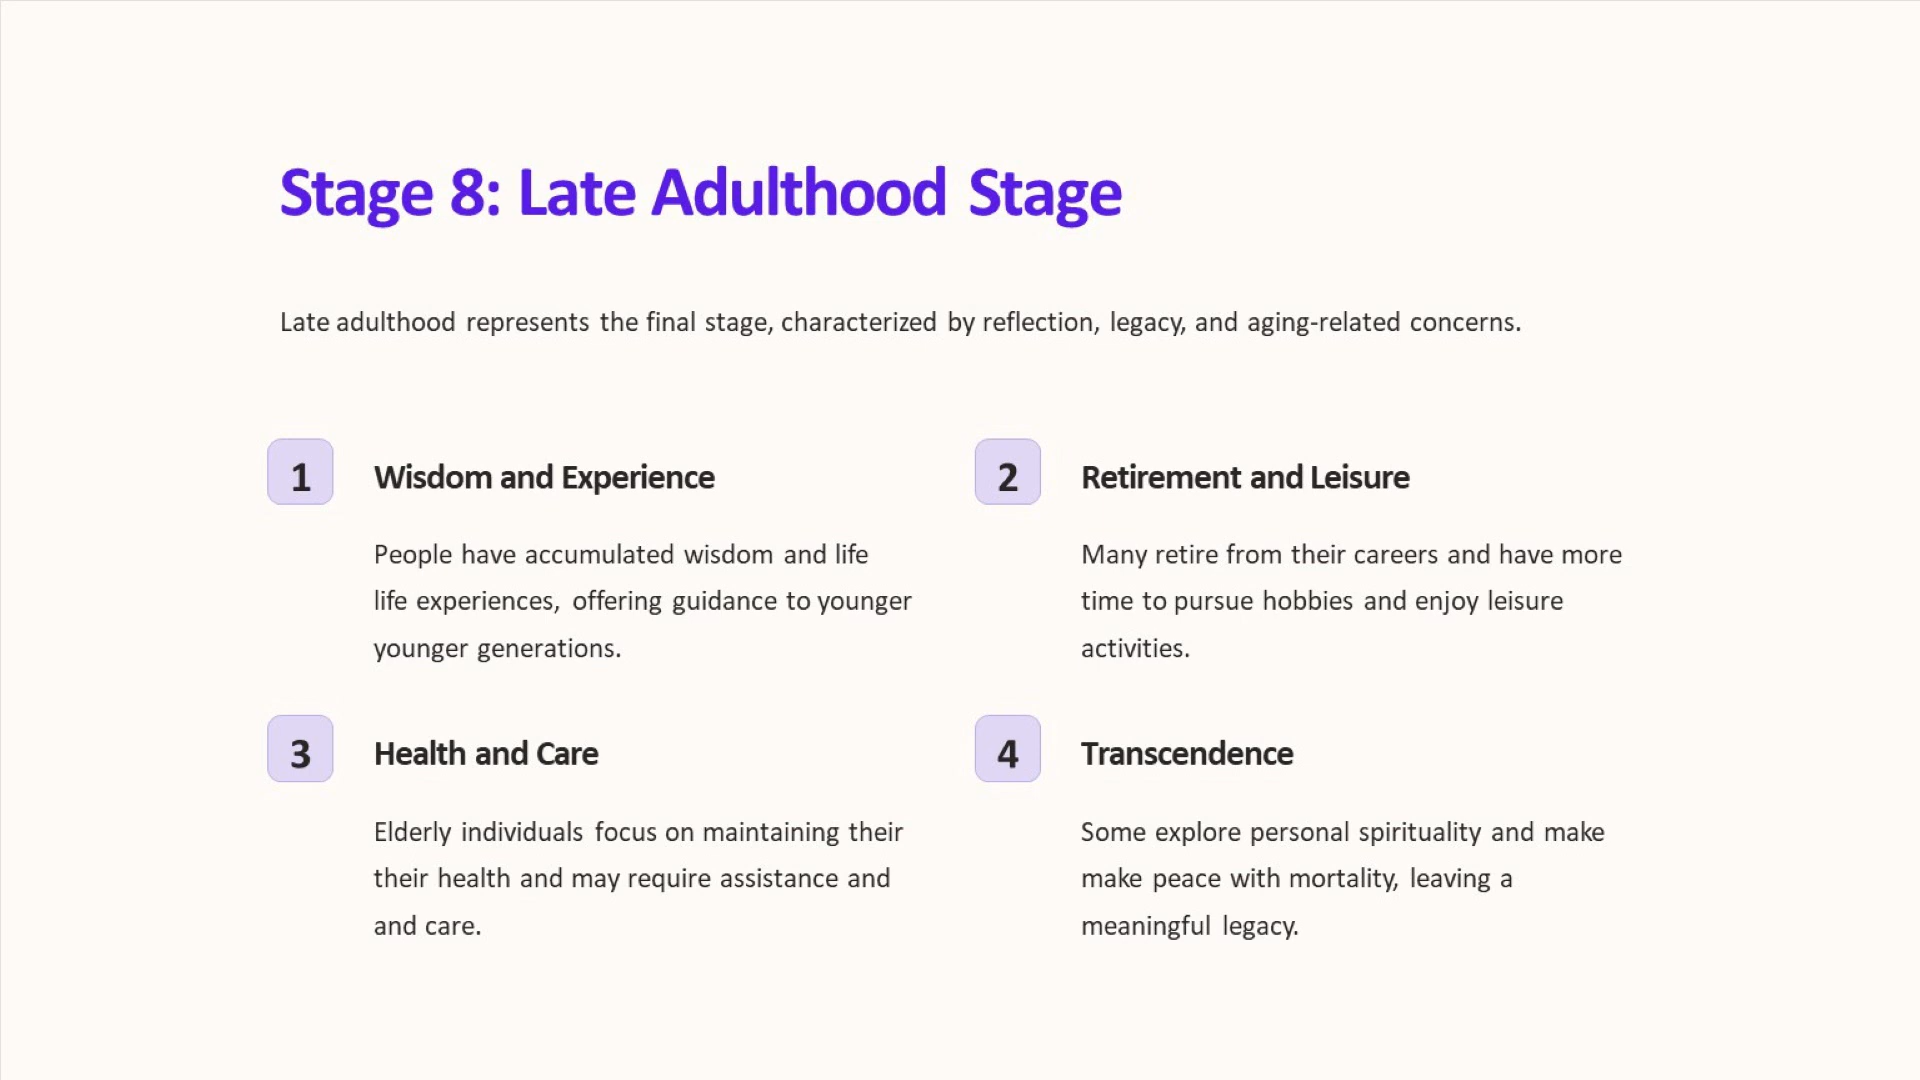 Stage 8: Late Adulthood Stage
Late adulthood represents the final stage, characterized by reflection, legacy, and aging-related concerns.
1
Wisdom and Experience
People have accumulated wisdom and life
life experiences, offering guidance to younger
younger generations.
2
Retirement and Leisure
Many retire from their careers and have more
time to pursue hobbies and enjoy leisure
activities.
3
Health and Care
Elderly individuals focus on maintaining their
their health and may require assistance and
and care.
4
Transcendence
Some explore personal spirituality and make
make peace with mortality, leaving a
meaningful legacy.